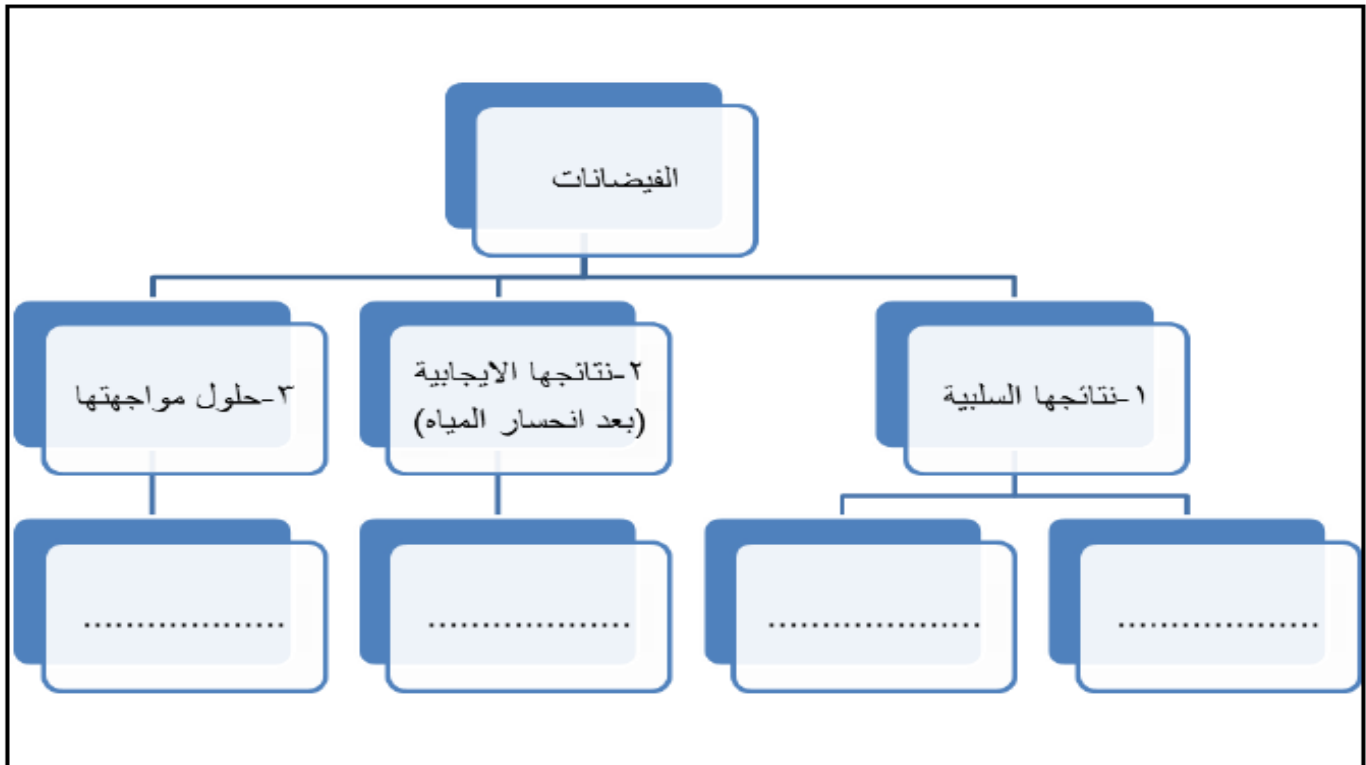 الفيضانات
١-نتائجها السلبية
٢-نتائجها الايجابية
(بعد انحسار المياه)
٣-حلول مواجهتها
...................
...................
...................
...................